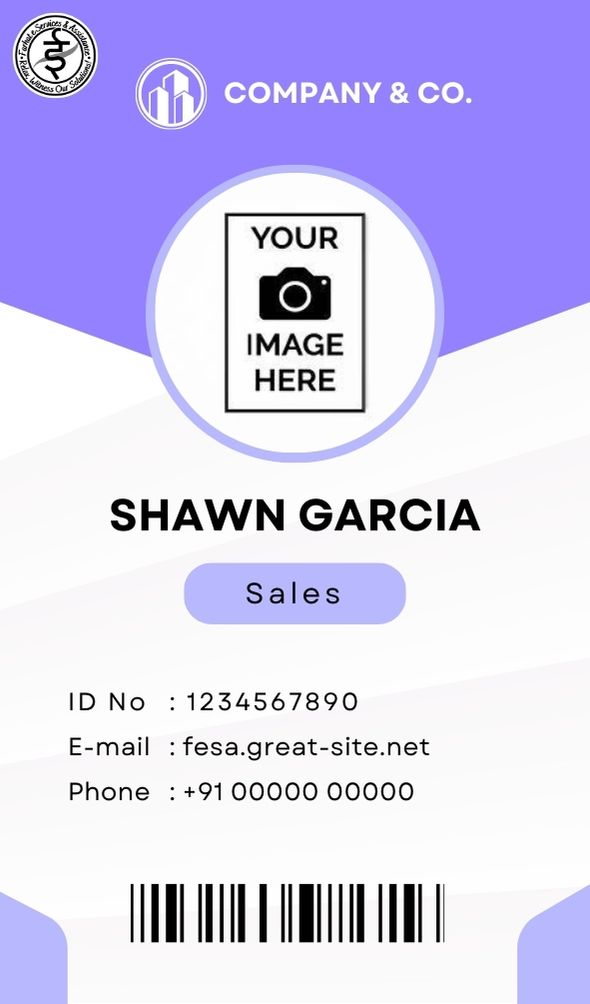 Farhat e-Services & Assistance
Relax, Witness Our Solutions!
COMPANY & CO.
YOUR
IMAGE
HERE
SHAWN GARCIA
Sales
ID No : 1234567890
E-mail : fesa.great-site.net
Phone : +91 00000 00000